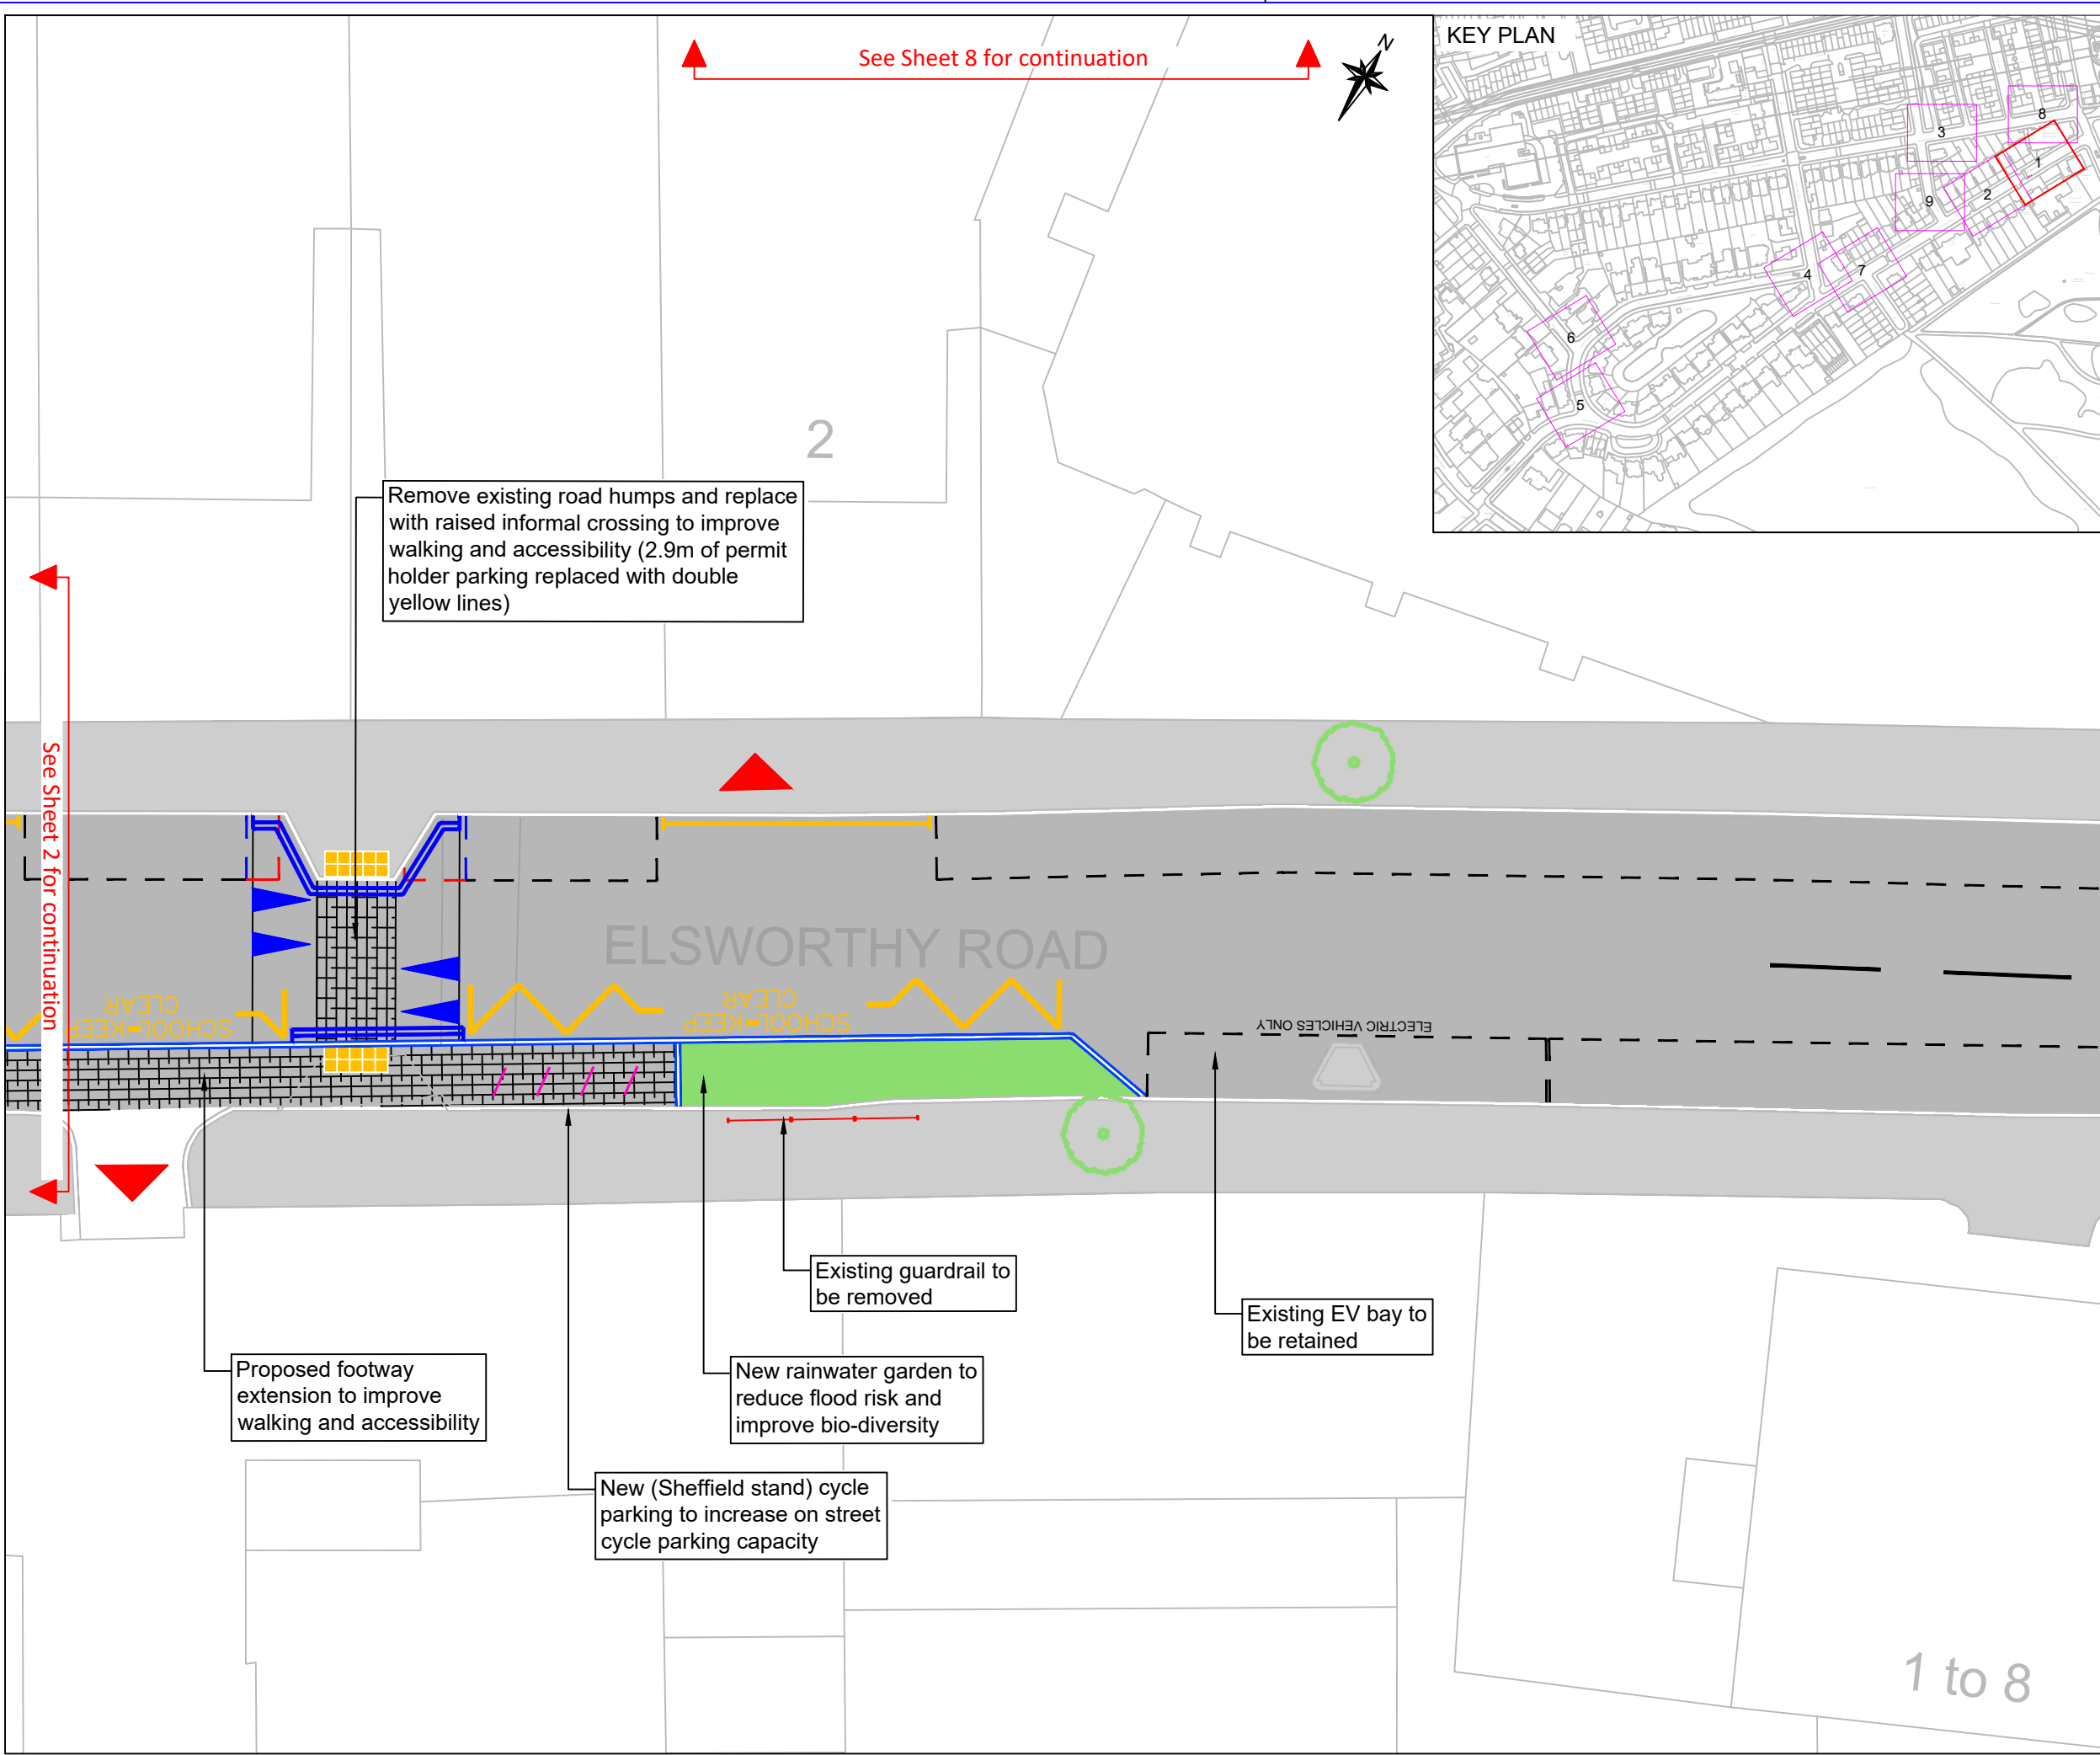 See Sheet 8 for continuation
N
KEY PLAN
8
3
1
2
9
7
4
6
5
2
Remove existing road humps and replace
with raised informal crossing to improve
walking and accessibility (2.9m of permit
holder parking replaced with double
yellow lines)
See Sheet 2 for continuation
ELSWORTHY ROAD
SCHOOL-KEEP
CLEAR
SCHOOL-KEEP
CLEAR
ELECTRIC VEHICLES ONLY
Existing guardrail to
be removed
Existing EV bay to
be retained
Proposed footway
extension to improve
walking and accessibility
New rainwater garden to
reduce flood risk and
improve bio-diversity
New (Sheffield stand) cycle
parking to increase on street
cycle parking capacity
1 to 8